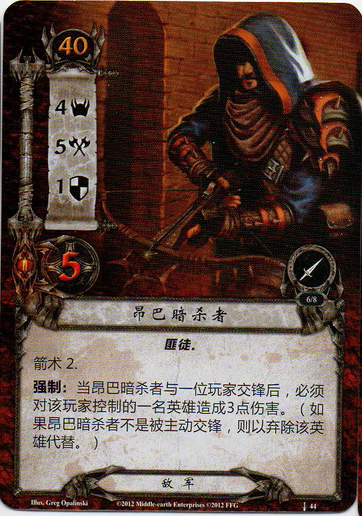 40
4
5
1
5
6/8
昂巴暗杀者
匪徒.
箭术 2.
强制：当昂巴暗杀者与一位玩家交锋后，必须
对该玩家控制的一名英雄造成3点伤害。（如
果昂巴暗杀者不是被主动交锋，则以弃除该英
雄代替。）
敌军
Illus. Greg Opalinski ©2012 Middle-earth Enterprises ©2012 FFG 44